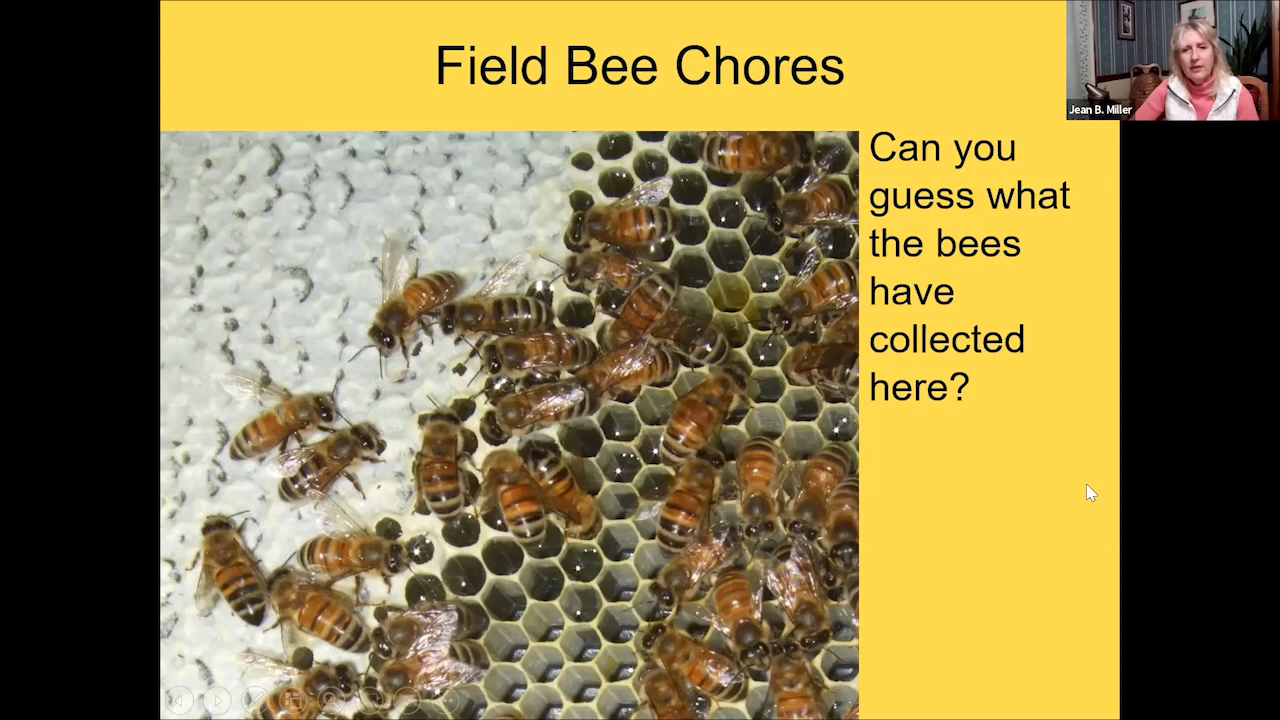 Field Bee Chores
Jean B. Miller
Can you
guess what
the bees
have
collected
here?